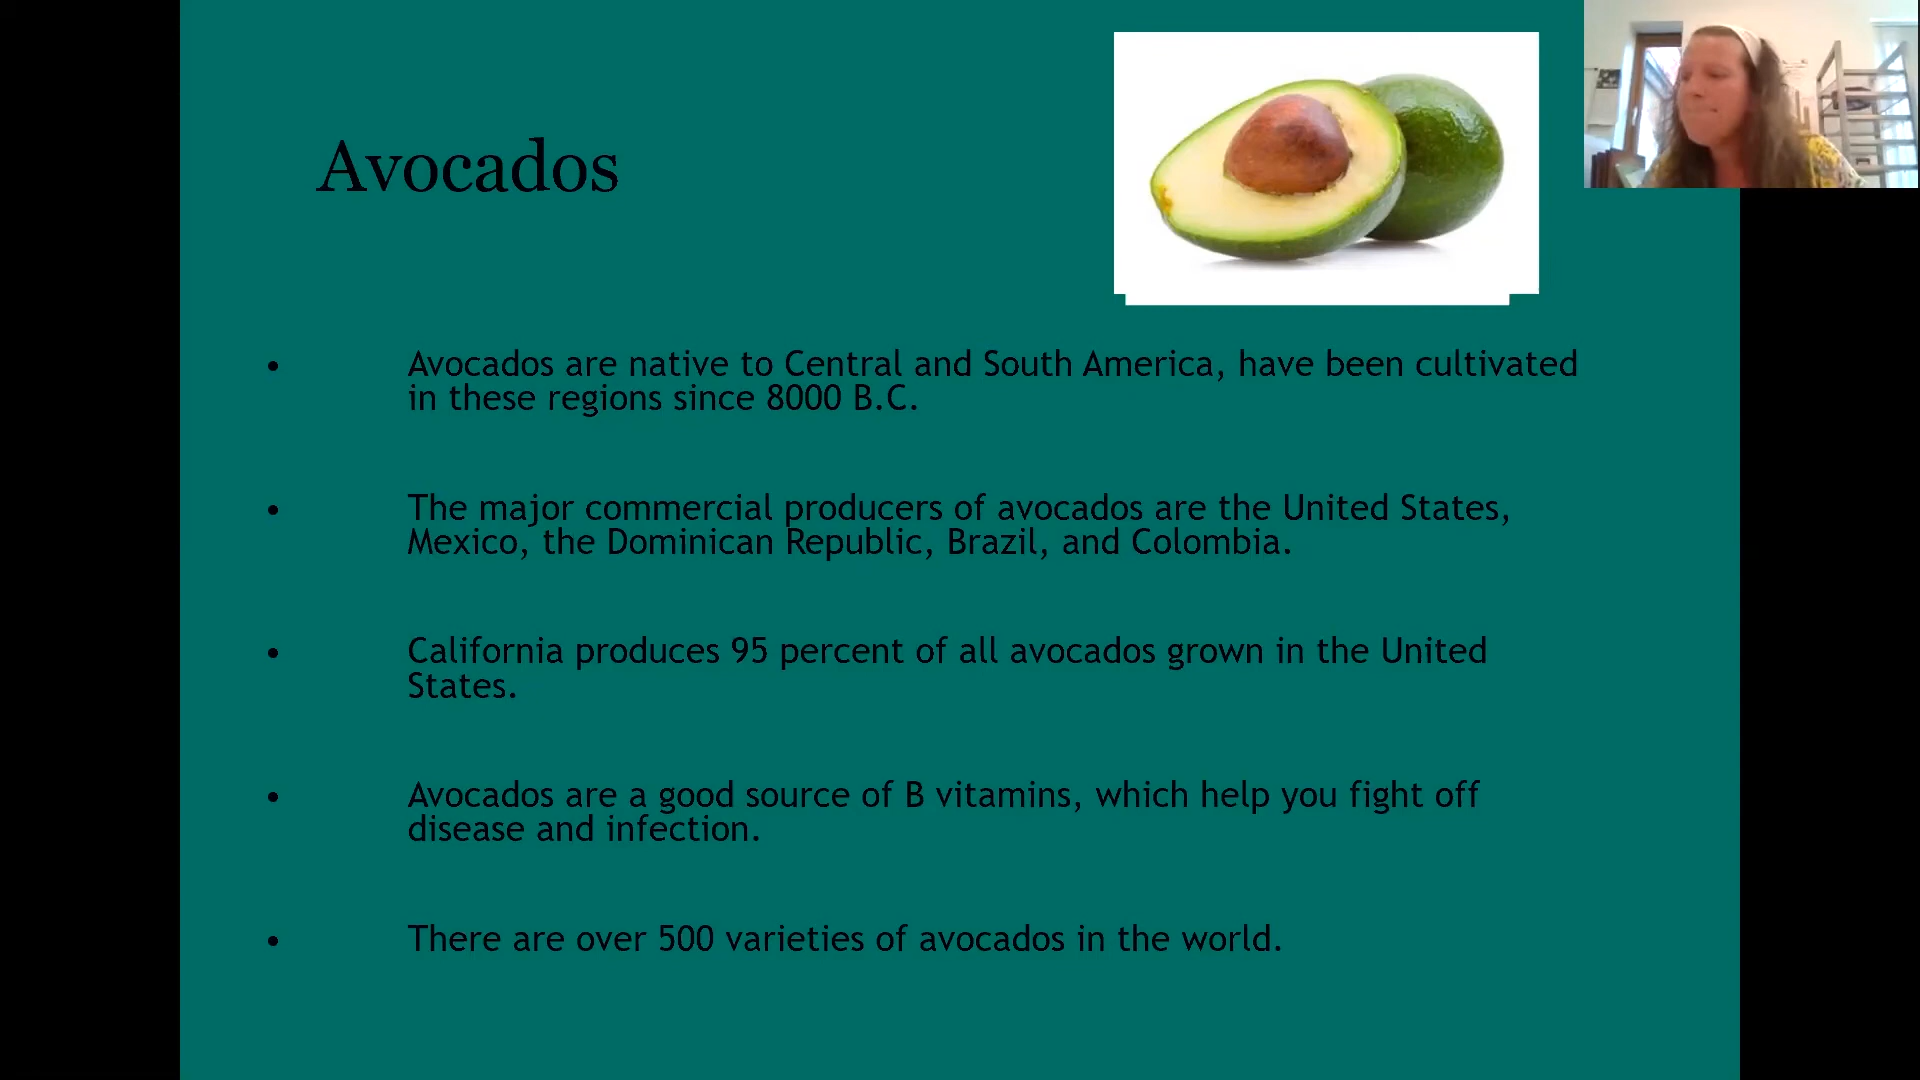 Avocados
• Avocados are native to Central and South America, have been cultivated
in these regions since 8000 B.C.
• The major commercial producers of avocados are the United States,
Mexico, the Dominican Republic, Brazil, and Colombia.
• California produces 95 percent of all avocados grown in the United
States.
• Avocados are a good source of B vitamins, which help you fight off
disease and infection.
• There are over 500 varieties of avocados in the world.